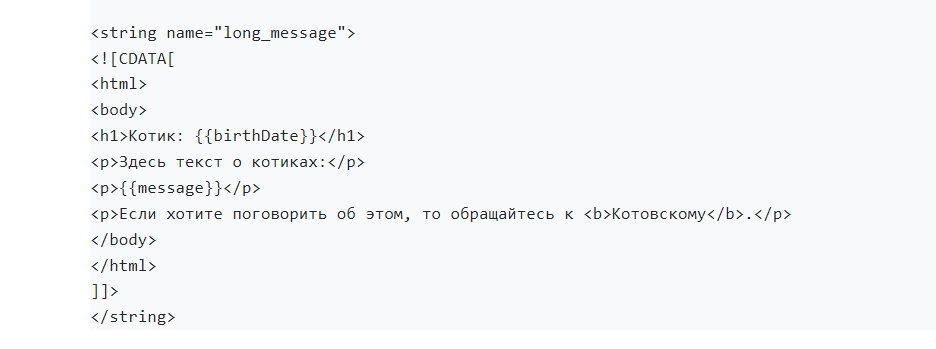 <string name="long_message">
<![CDATA[
<html>
<body>
<h1>Котик: {{birthDate}}</h1>
<p>Здесь текст о котиках:</p>
<p>{{message}}</p>
<p>Если хотите поговорить об этом, то обращайтесь к <b>Котовскому</b>.</p>
</body>
</html>
]]>
</string>